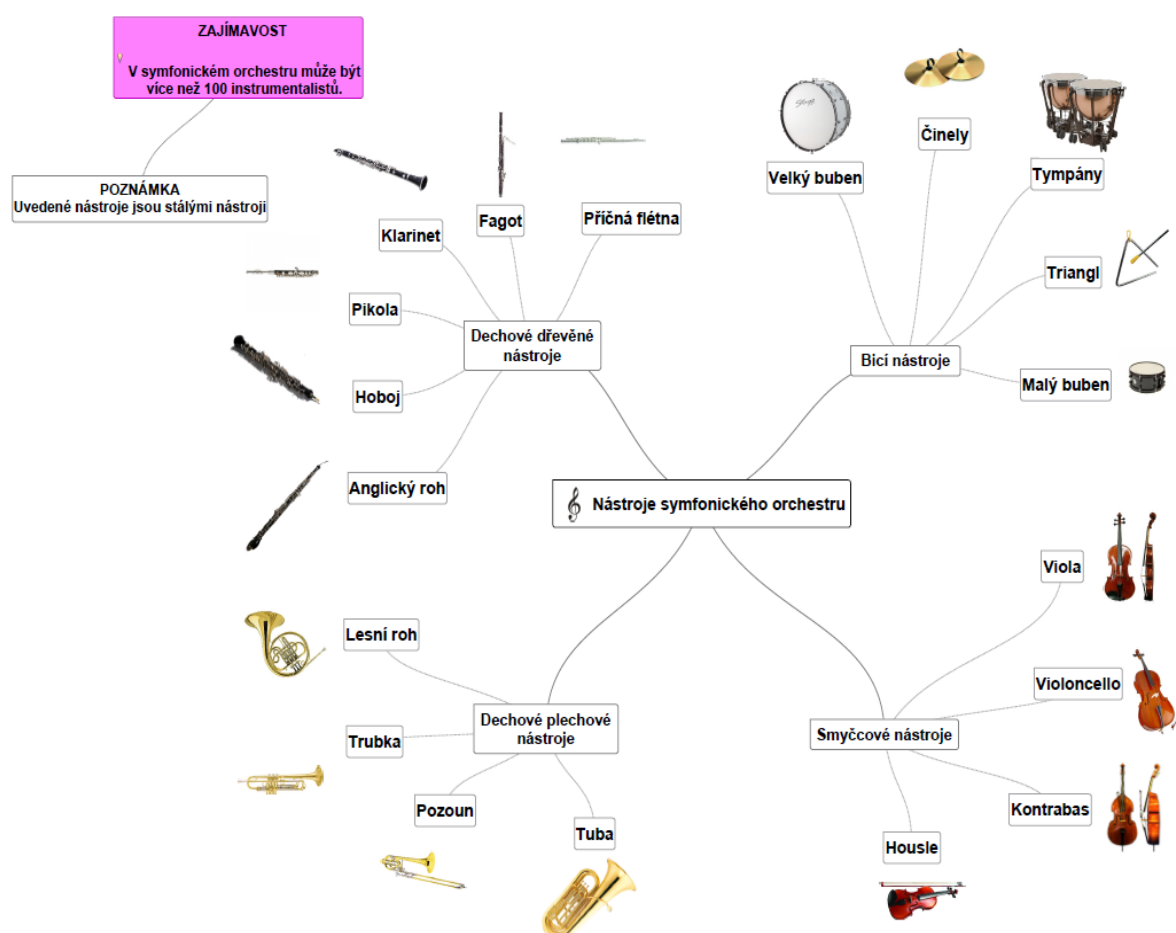 ZAJÍMAVOST
V symfonickém orchestru může být
více než 100 instrumentalistů.
POZNÁMKA
Uvedené nástroje jsou stálými nástroji
Klarinet
Fagot
Příčná flétna
Pikola
Dechové dřevěné
nástroje
Hoboj
Anglický roh
Velký buben
Činely
Tympány
Triangl
Bicí nástroje
Malý buben
Nástroje symfonického orchestru
Lesní roh
Dechové plechové
nástroje
Trubka
Pozoun
Tuba
Viola
Violoncello
Smyčcové nástroje
Kontrabas
Housle